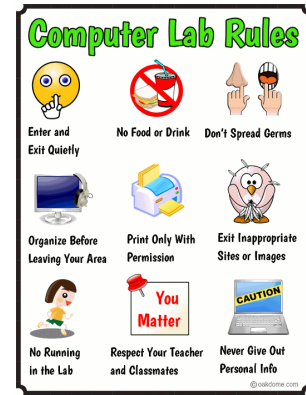 Computer Lab Rules
Enter and
Exit Quietly
No Food or Drink
Don't Spread Germs
Organize Before
Leaving Your Area
Print Only With
Permission
Exit Inappropriate
Sites or Images
You
Matter
CAUTION
No Running
in the Lab
Respect Your Teacher
and Classmates
Never Give Out
Personal Info
©oakdome.com